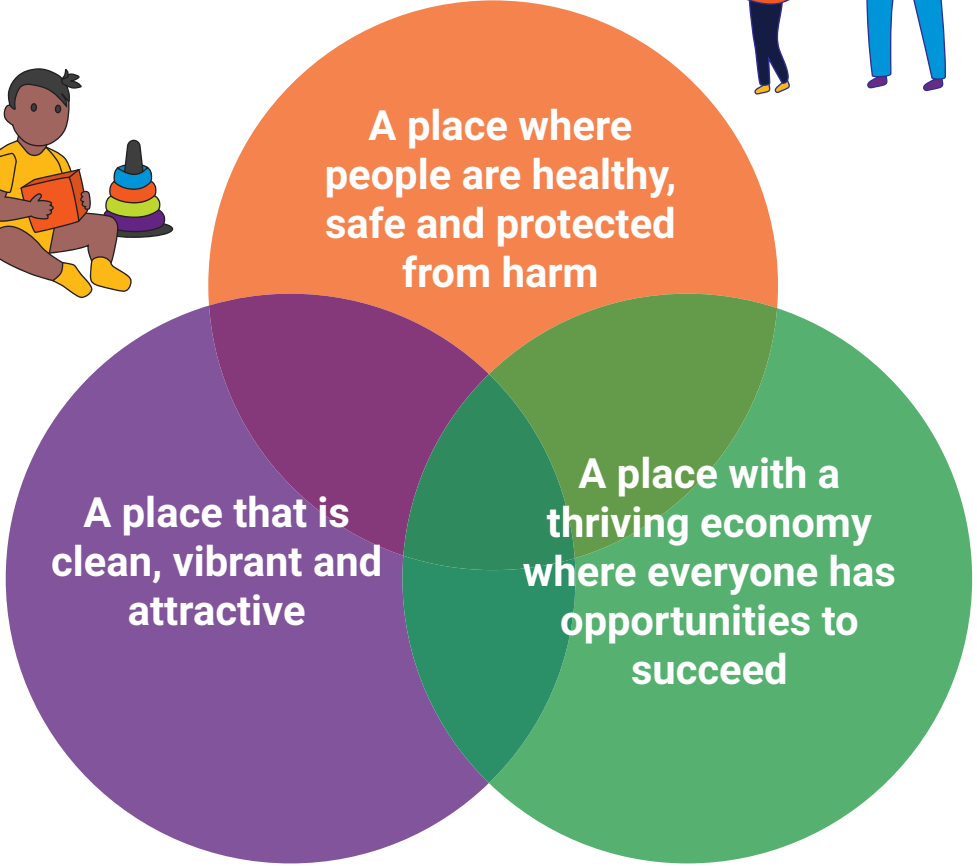 A place where
people are healthy,
safe and protected
from harm
A place that is
clean, vibrant and
attractive
A place with a
thriving economy
where everyone has
opportunities to
succeed